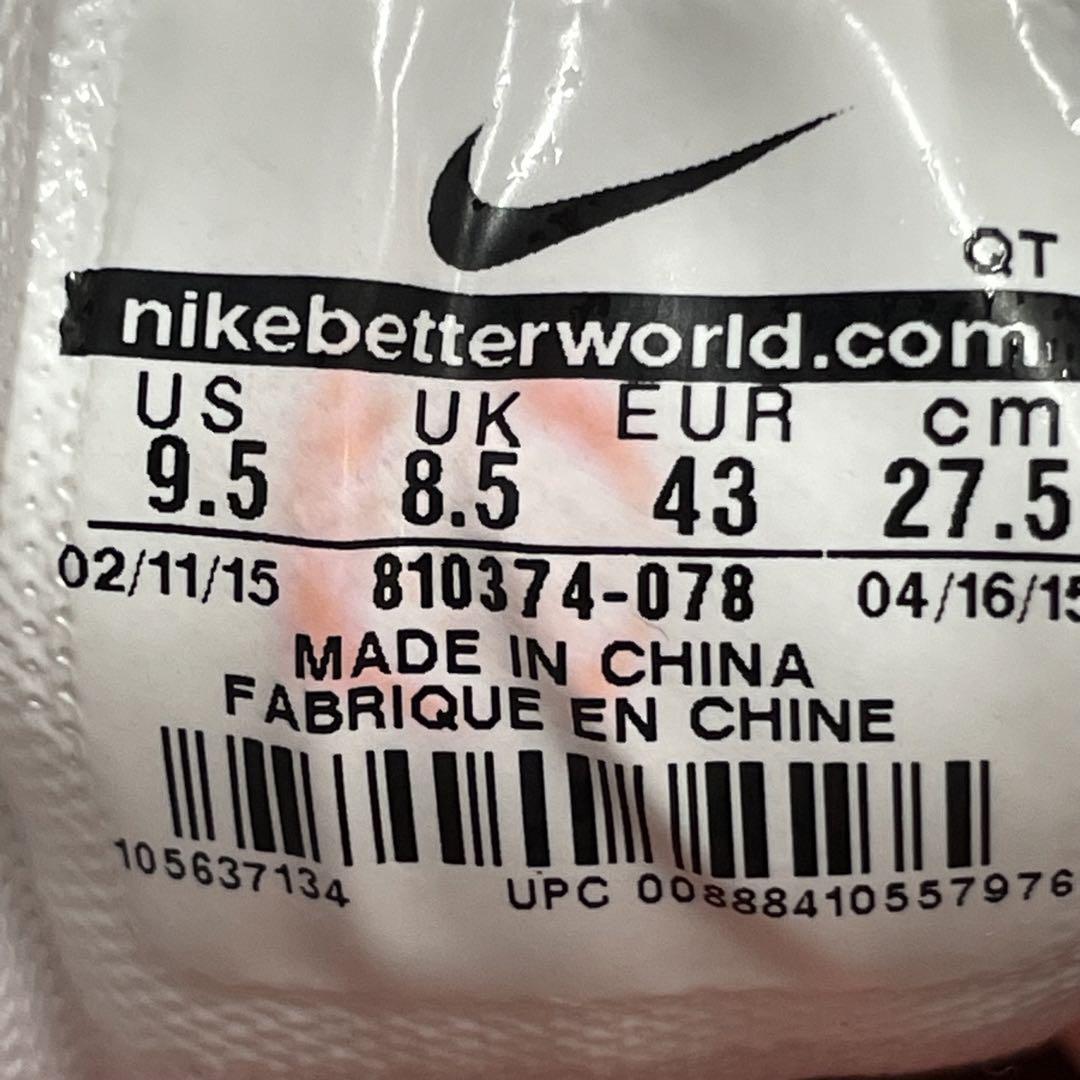 QT
nikebetterworld.com
US UK EUR cm
9.5 8.5 43 27.5
02/11/15 810374-078 04/16/15
MADE IN CHINA
FABRIQUE EN CHINE
105637134 UPC 00888410557976